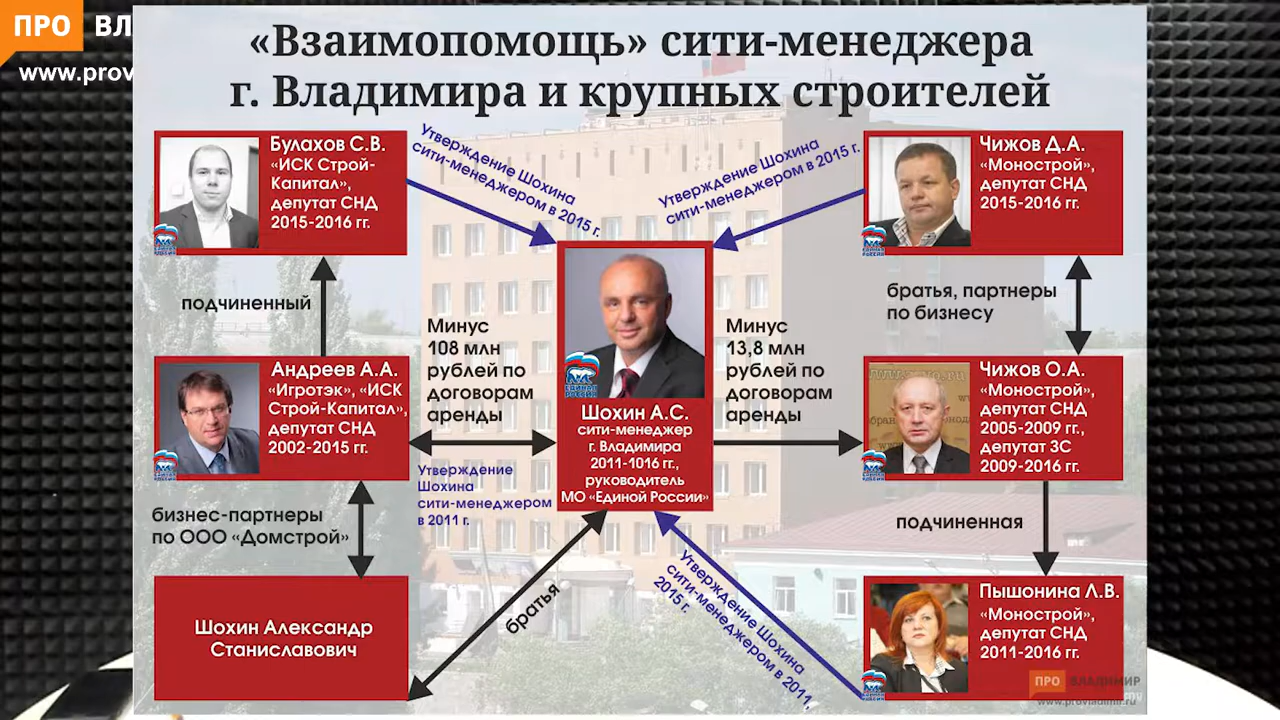 ПРО ВЛ
www.prov
«Взаимопомощь» сити-менеджера
г. Владимира и крупных строителей
Булахов С.В.
«ИСК Строй-
Капитал»,
депутат СНД
2015-2016 гг.
Утверждение Шохина
сити-менеджером в 2015 г.
Утверждение Шохина
сити-менеджером в 2015 г.
Чижов Д.А.
«Монострой»,
депутат СНД
2015-2016 гг.
подчиненный
братья, партнеры
по бизнесу
Минус
108 млн
рублей по
договорам
аренды
Минус
13,8 млн
рублей по
договорам
аренды
Андреев А.А.
«Игротэк», «ИСК
Строй-Капитал»,
депутат СНД
2002-2015 гг.
ЕДИНАЯ
РОССИЯ
Шохин А.С.
сити-менеджер
г. Владимира
2011-1016 гг.,
руководитель
МО «Единой России»
Чижов О.А.
«Монострой»,
депутат СНД
2005-2009 гг.,
депутат ЗС
2009-2016 гг.
Утверждение
Шохина
сити-менеджером
в 2011 г.
бизнес-партнеры
по ООО «Домстрой»
подчиненная
братья
Утверждение Шохина
сити-менеджером в 2011,
2015 г.
Шохин Александр
Станиславович
Пышонина Л.В.
«Монострой»,
депутат СНД
2011-2016 гг.
ПРО ВЛАДИМИР
www.provladimir.ru